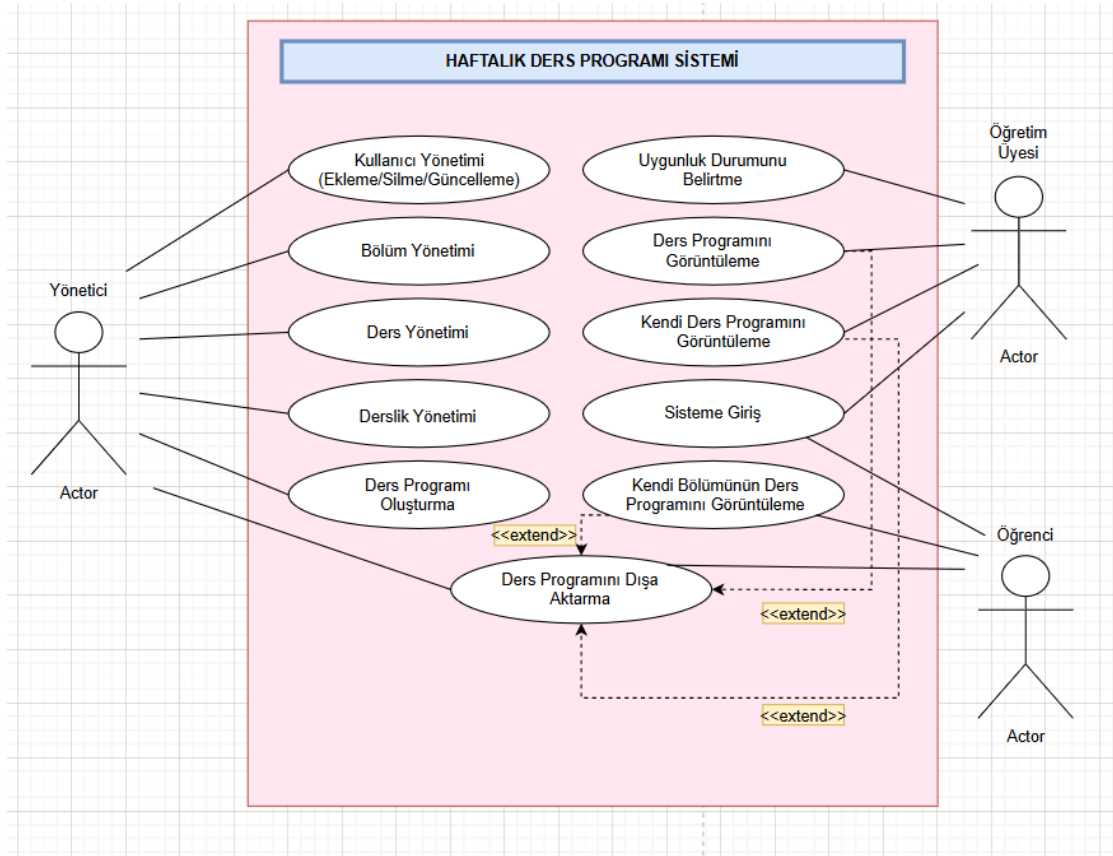 HAFTALIK DERS PROGRAMI SİSTEMİ
Yönetici
Actor
Kullanıcı Yönetimi
(Ekleme/Silme/Güncelleme)
Bölüm Yönetimi
Ders Yönetimi
Derslik Yönetimi
Ders Programı
Oluşturma
Uygunluk Durumunu
Belirtme
Ders Programını
Görüntüleme
Kendi Ders Programını
Görüntüleme
Sisteme Giriş
Kendi Bölümünün Ders
Programını Görüntüleme
<<extend>>
Ders Programını Dışa
Aktarma
<<extend>>
<<extend>>
Öğretim
Üyesi
Actor
Öğrenci
Actor